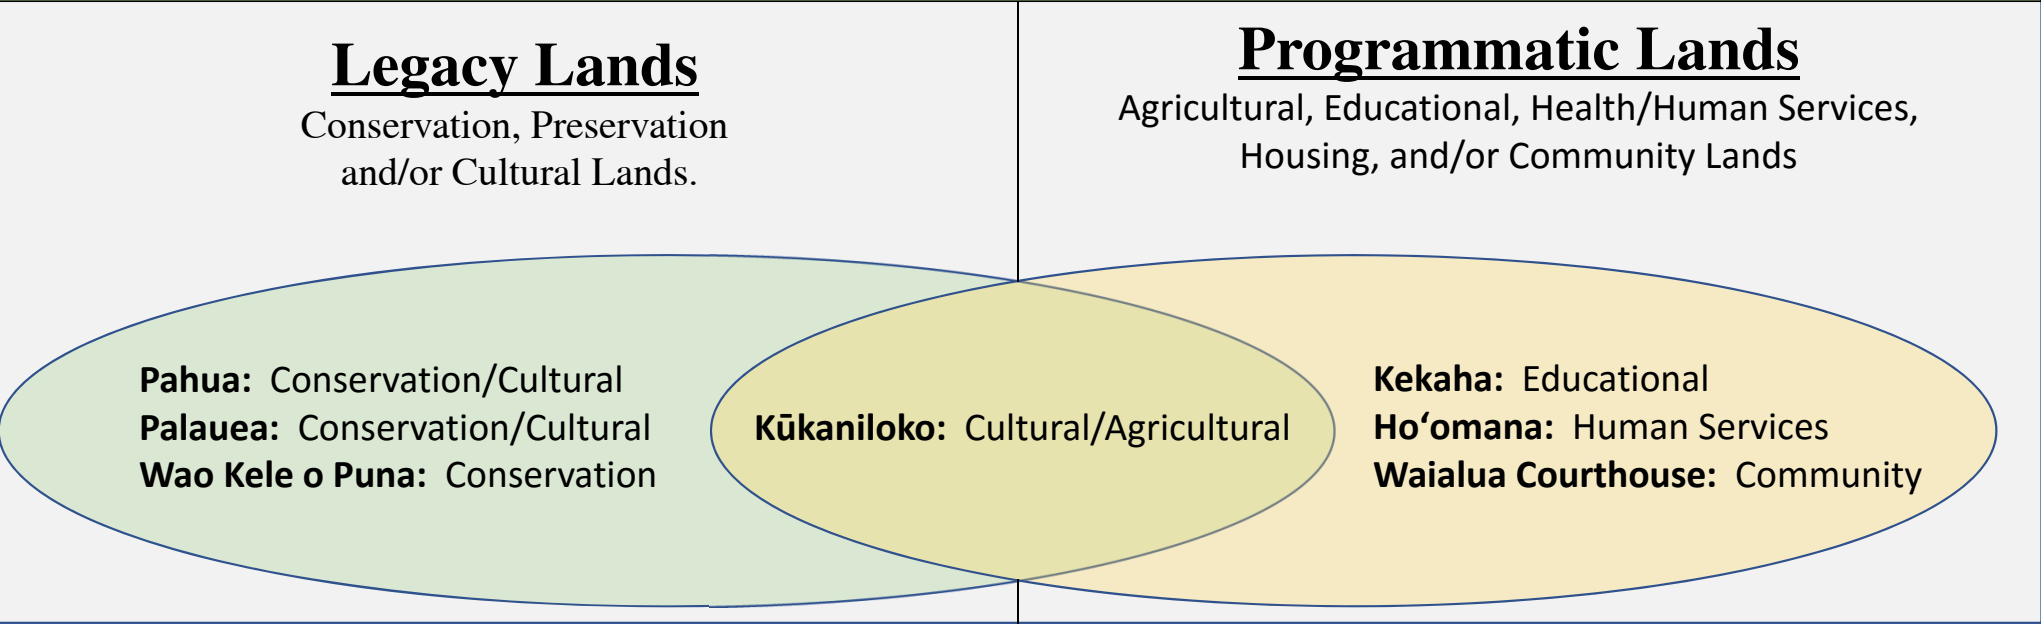 Legacy Lands
Conservation, Preservation
and/or Cultural Lands.
Programmatic Lands
Agricultural, Educational, Health/Human Services,
Housing, and/or Community Lands
Pahua:  Conservation/Cultural
Palauea:  Conservation/Cultural
Wao Kele o Puna:  Conservation
Kūkaniloko:  Cultural/Agricultural
Kekaha:  Educational
Hoʻomana:  Human Services
Waialua Courthouse:  Community